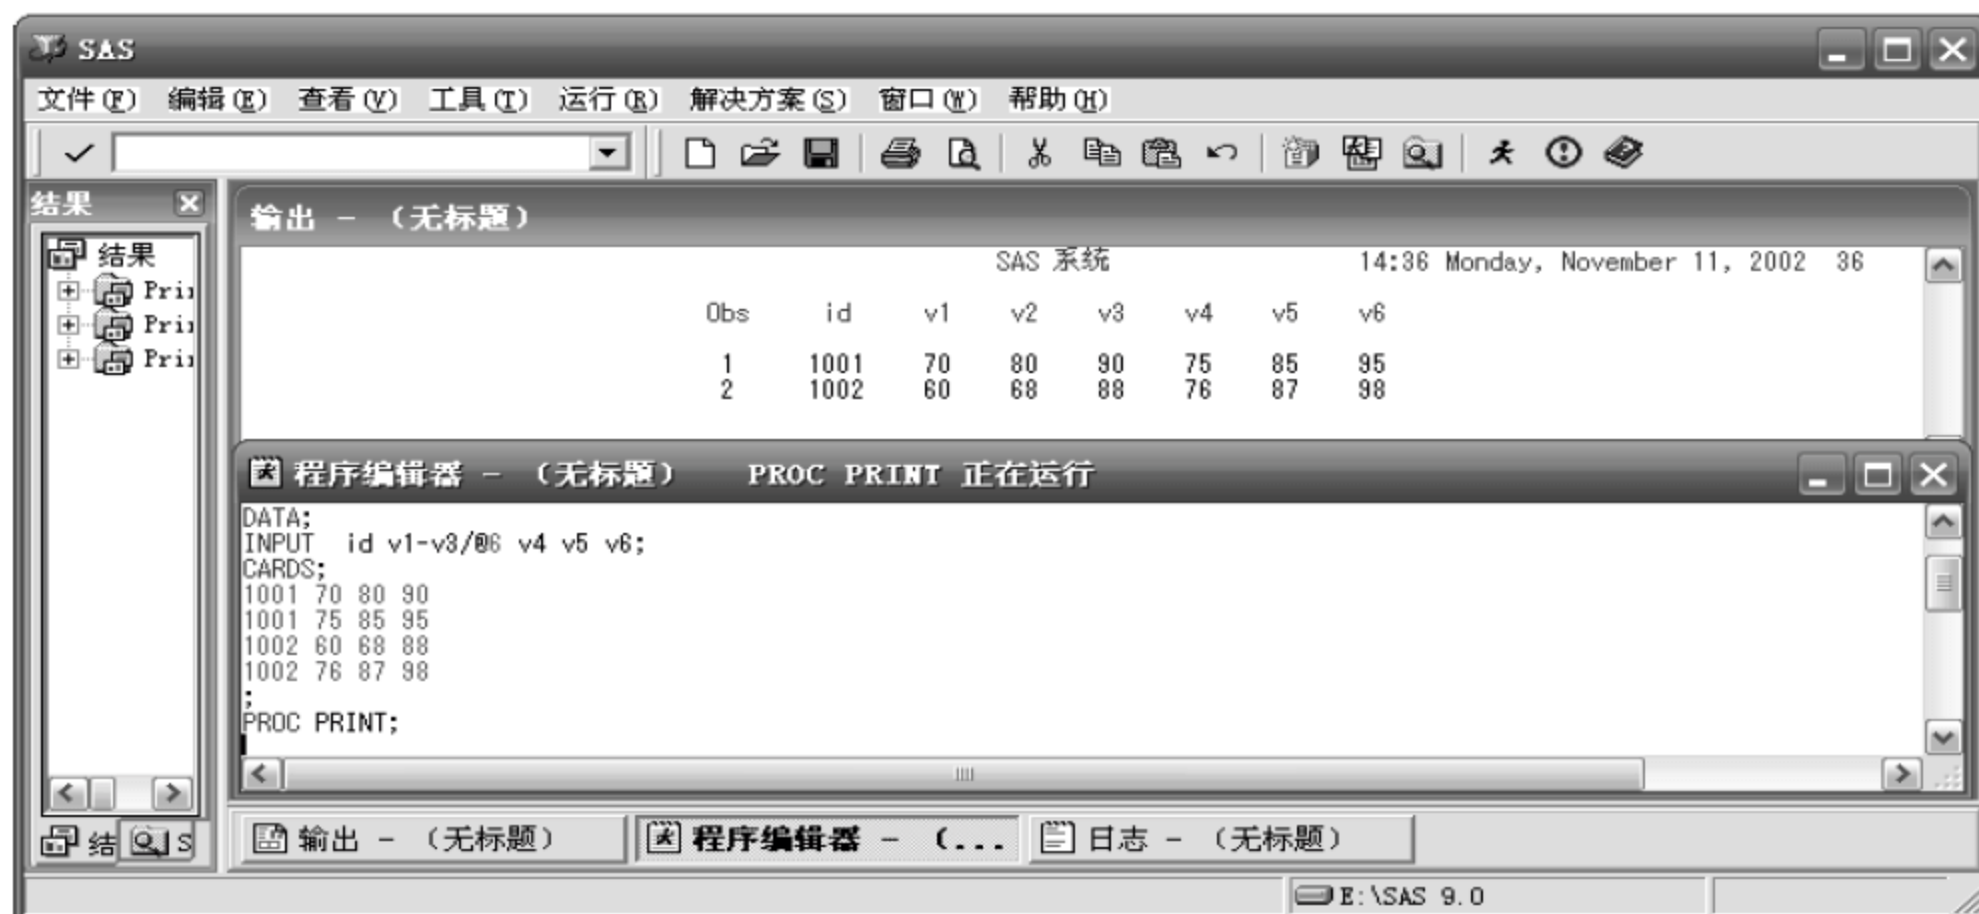 SAS
文件(F) 编辑(E) 查看(V) 工具(T) 运行(R) 解决方案(S) 窗口(W) 帮助(H)
结果
输出 - (无标题)
结果
Prin
Prin
Prin
SAS 系统 14:36 Monday, November 11, 2002 36
Obs id v1 v2 v3 v4 v5 v6
1 1001 70 80 90 75 85 95
2 1002 60 68 88 76 87 98
程序编辑器 - (无标题) PROC PRINT 正在运行
DATA;
INPUT id v1-v3/@6 v4 v5 v6;
CARDS;
1001 70 80 90
1001 75 85 95
1002 60 68 88
1002 76 87 98
;
PROC PRINT;
结 S
输出 - (无标题) 程序编辑器 - (... 日志 - (无标题)
E:\SAS 9.0